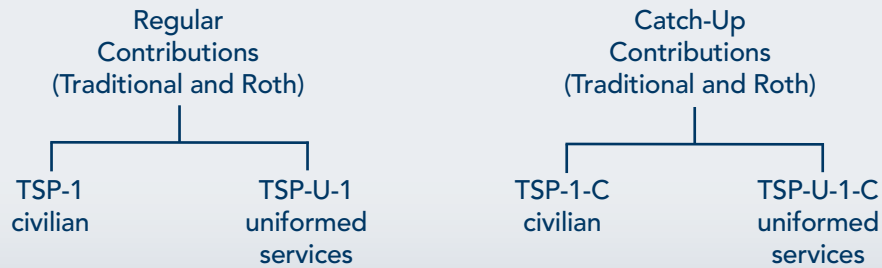 Regular
Contributions
(Traditional and Roth)
TSP-1
civilian
TSP-U-1
uniformed
services
Catch-Up
Contributions
(Traditional and Roth)
TSP-1-C
civilian
TSP-U-1-C
uniformed
services